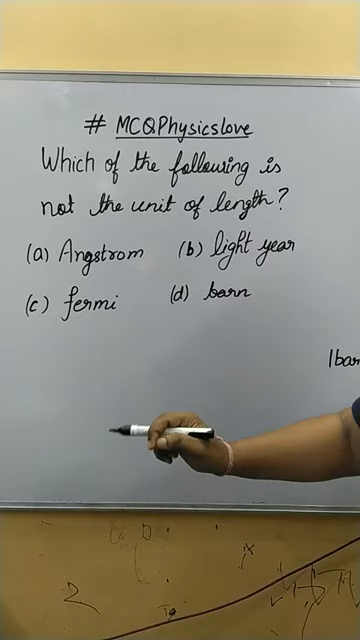 # MCQPhysicslove
Which of the following is
not the unit of length?
(a) Angstrom (b) light year
(c) fermi (d) barn
1bar